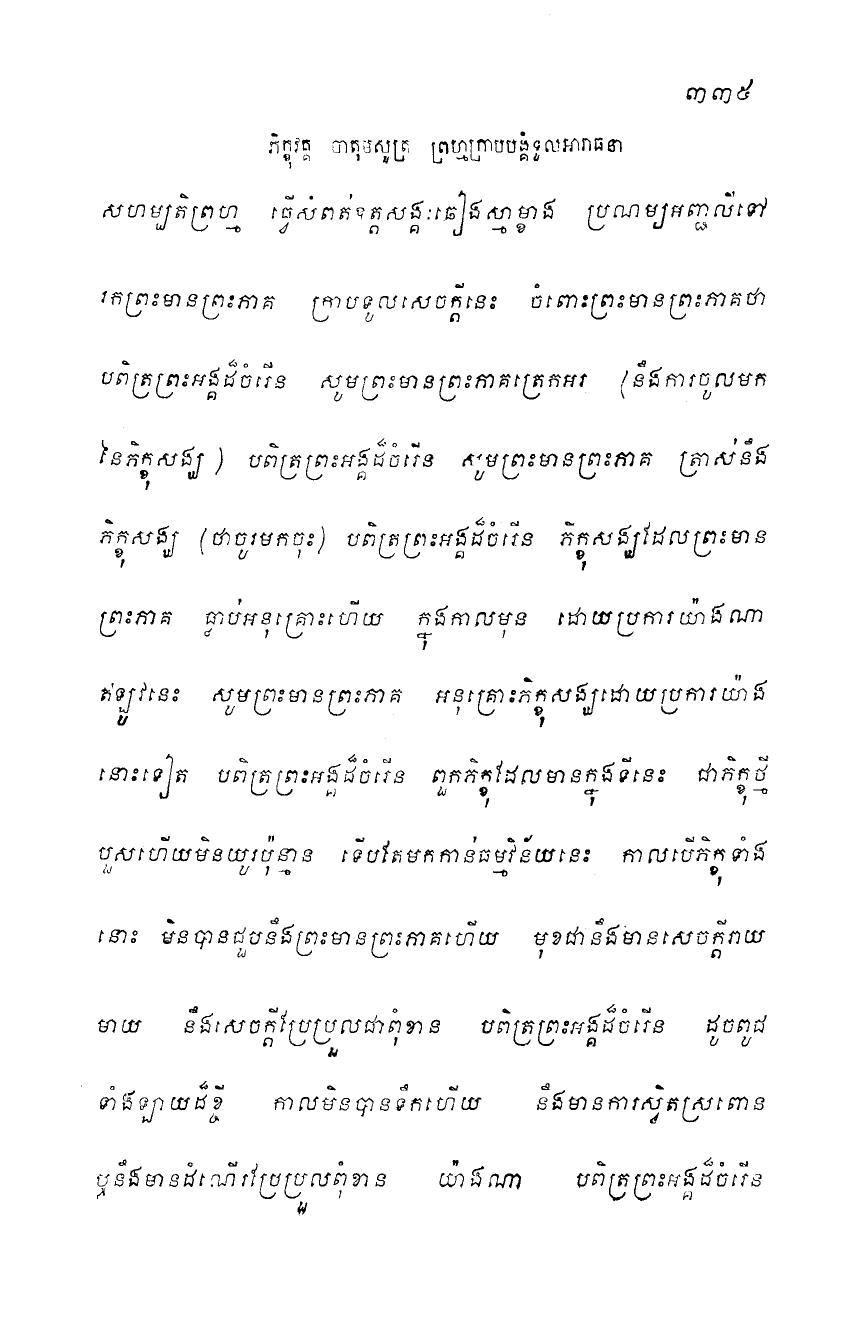 ៣៣៥
ភិក្ខុវគ្គ ចាតុមសូត្រ ព្រហ្មក្រាបបង្គំទូលអារាធនា
សហម្បតិព្រហ្ម ធ្វើសំពត់ឧត្តសង្គៈឆៀងស្មាម្ខាង ប្រណម្យអញ្ជលីទៅ
រកព្រះមានព្រះភាគ ក្រាបទូលសេចក្តីនេះ ចំពោះព្រះមានព្រះភាគថា
បពិត្រព្រះអង្គដ៏ចំរើន សូមព្រះមានព្រះភាគត្រេកអរ (នឹងការចូលមក
នៃភិក្ខុសង្ឃ) បពិត្រព្រះអង្គដ៏ចំរើន សូមព្រះមានព្រះភាគ ត្រាស់នឹង
ភិក្ខុសង្ឃ (ថាចូរមកចុះ) បពិត្រព្រះអង្គដ៏ចំរើន ភិក្ខុសង្ឃដែលព្រះមាន
ព្រះភាគ ធ្លាប់អនុគ្រោះហើយ ក្នុងកាលមុន ដោយប្រការយ៉ាងណា
ឥឡូវនេះ សូមព្រះមានព្រះភាគ អនុគ្រោះភិក្ខុសង្ឃដោយប្រការយ៉ាង
នោះទៀត បពិត្រព្រះអង្គដ៏ចំរើន ពួកភិក្ខុដែលមានក្នុងទីនេះ ជាភិក្ខុថ្មី
បួសហើយមិនយូរប៉ុន្មាន ទើបតែមកកាន់ធម្មវិន័យនេះ កាលបើភិក្ខុទាំង
នោះ មិនបានជួបនឹងព្រះមានព្រះភាគហើយ មុខជានឹងមានសេចក្តីរាយ
មាយ នឹងសេចក្តីប្រែប្រួលជាពុំខាន បពិត្រព្រះអង្គដ៏ចំរើន ដូចពូជ
ទាំងឡាយដ៏ខ្ចី កាលមិនបានទឹកហើយ នឹងមានការស្វិតស្រពោន
ឬនឹងមានដំណើរប្រែប្រួលពុំខាន យ៉ាងណា បពិត្រព្រះអង្គដ៏ចំរើន